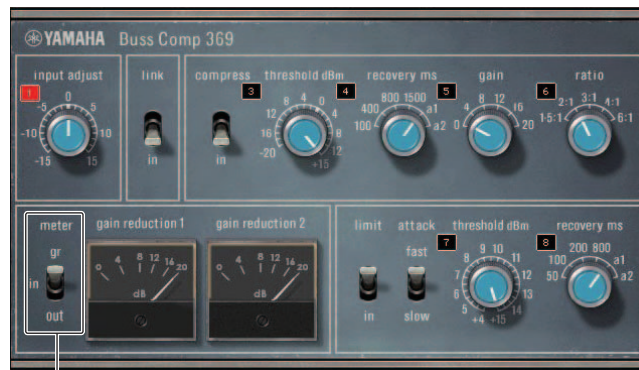 YAMAHA Buss Comp 369
input adjust
link
compress
threshold dBm
recovery ms
gain
ratio
1
3
4
5
6
-15 -10 -5 0 5 10 15
in
in
-20 16 12 8 4 0 4 8 12 +15
100 400 800 1500 a1 a2
0 4 8 12 16 20
1·5:1 2:1 3:1 4:1 6:1
meter
gr
in
out
gain reduction 1
0 4 8 12 16 20
dB
gain reduction 2
0 4 8 12 16 20
dB
limit
in
attack
fast
slow
threshold dBm
7
+4 5 6 7 8 9 10 11 12 13 14 +15
recovery ms
8
50 100 200 800 a1 a2